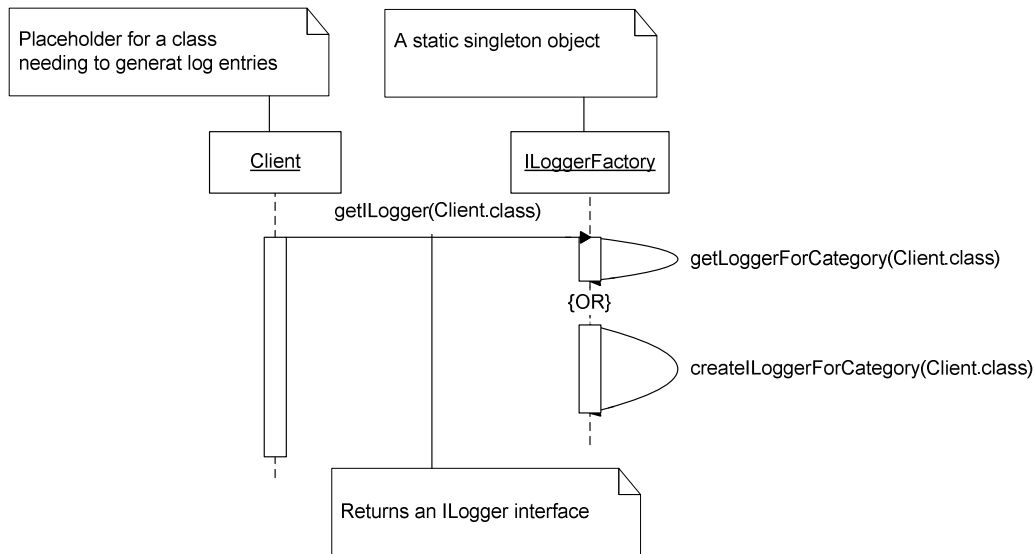 Placeholder for a class
needing to generat log entries
A static singleton object
Client
ILoggerFactory
getILogger(Client.class)
getLoggerForCategory(Client.class)
{OR}
createILoggerForCategory(Client.class)
Returns an ILogger interface